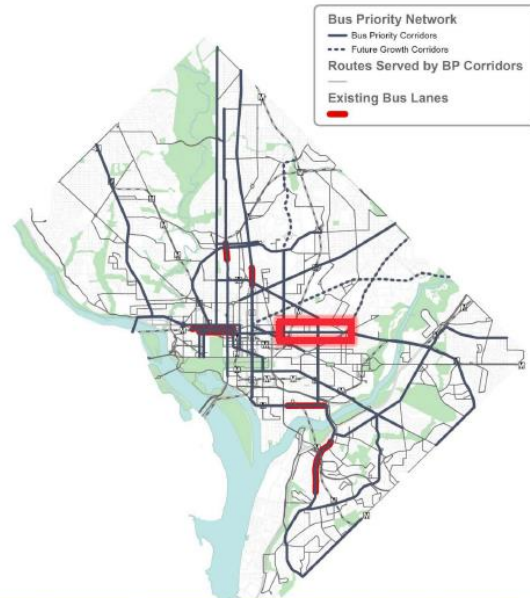 Bus Priority Network
Bus Priority Corridors
Future Growth Corridors
Routes Served by BP Corridors
Existing Bus Lanes